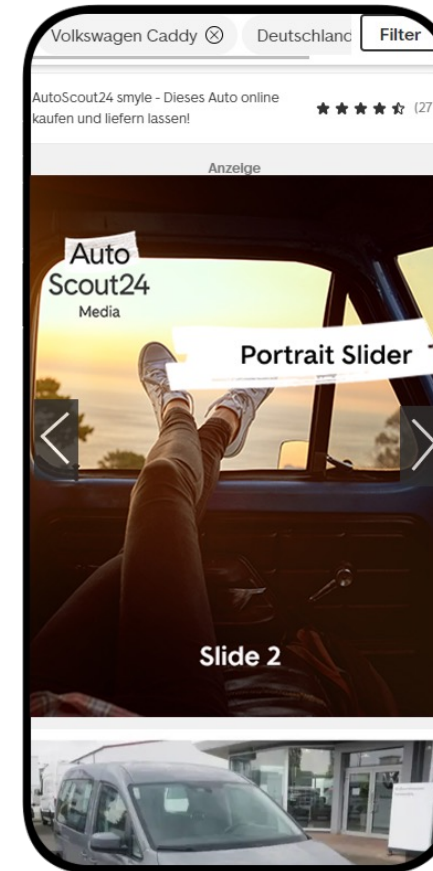 Volkswagen Caddy
Deutschland
Filter
AutoScout24 smyle - Dieses Auto online
kaufen und liefern lassen!
(27
Anzeige
Auto
Scout24
Media
Portrait Slider
Slide 2